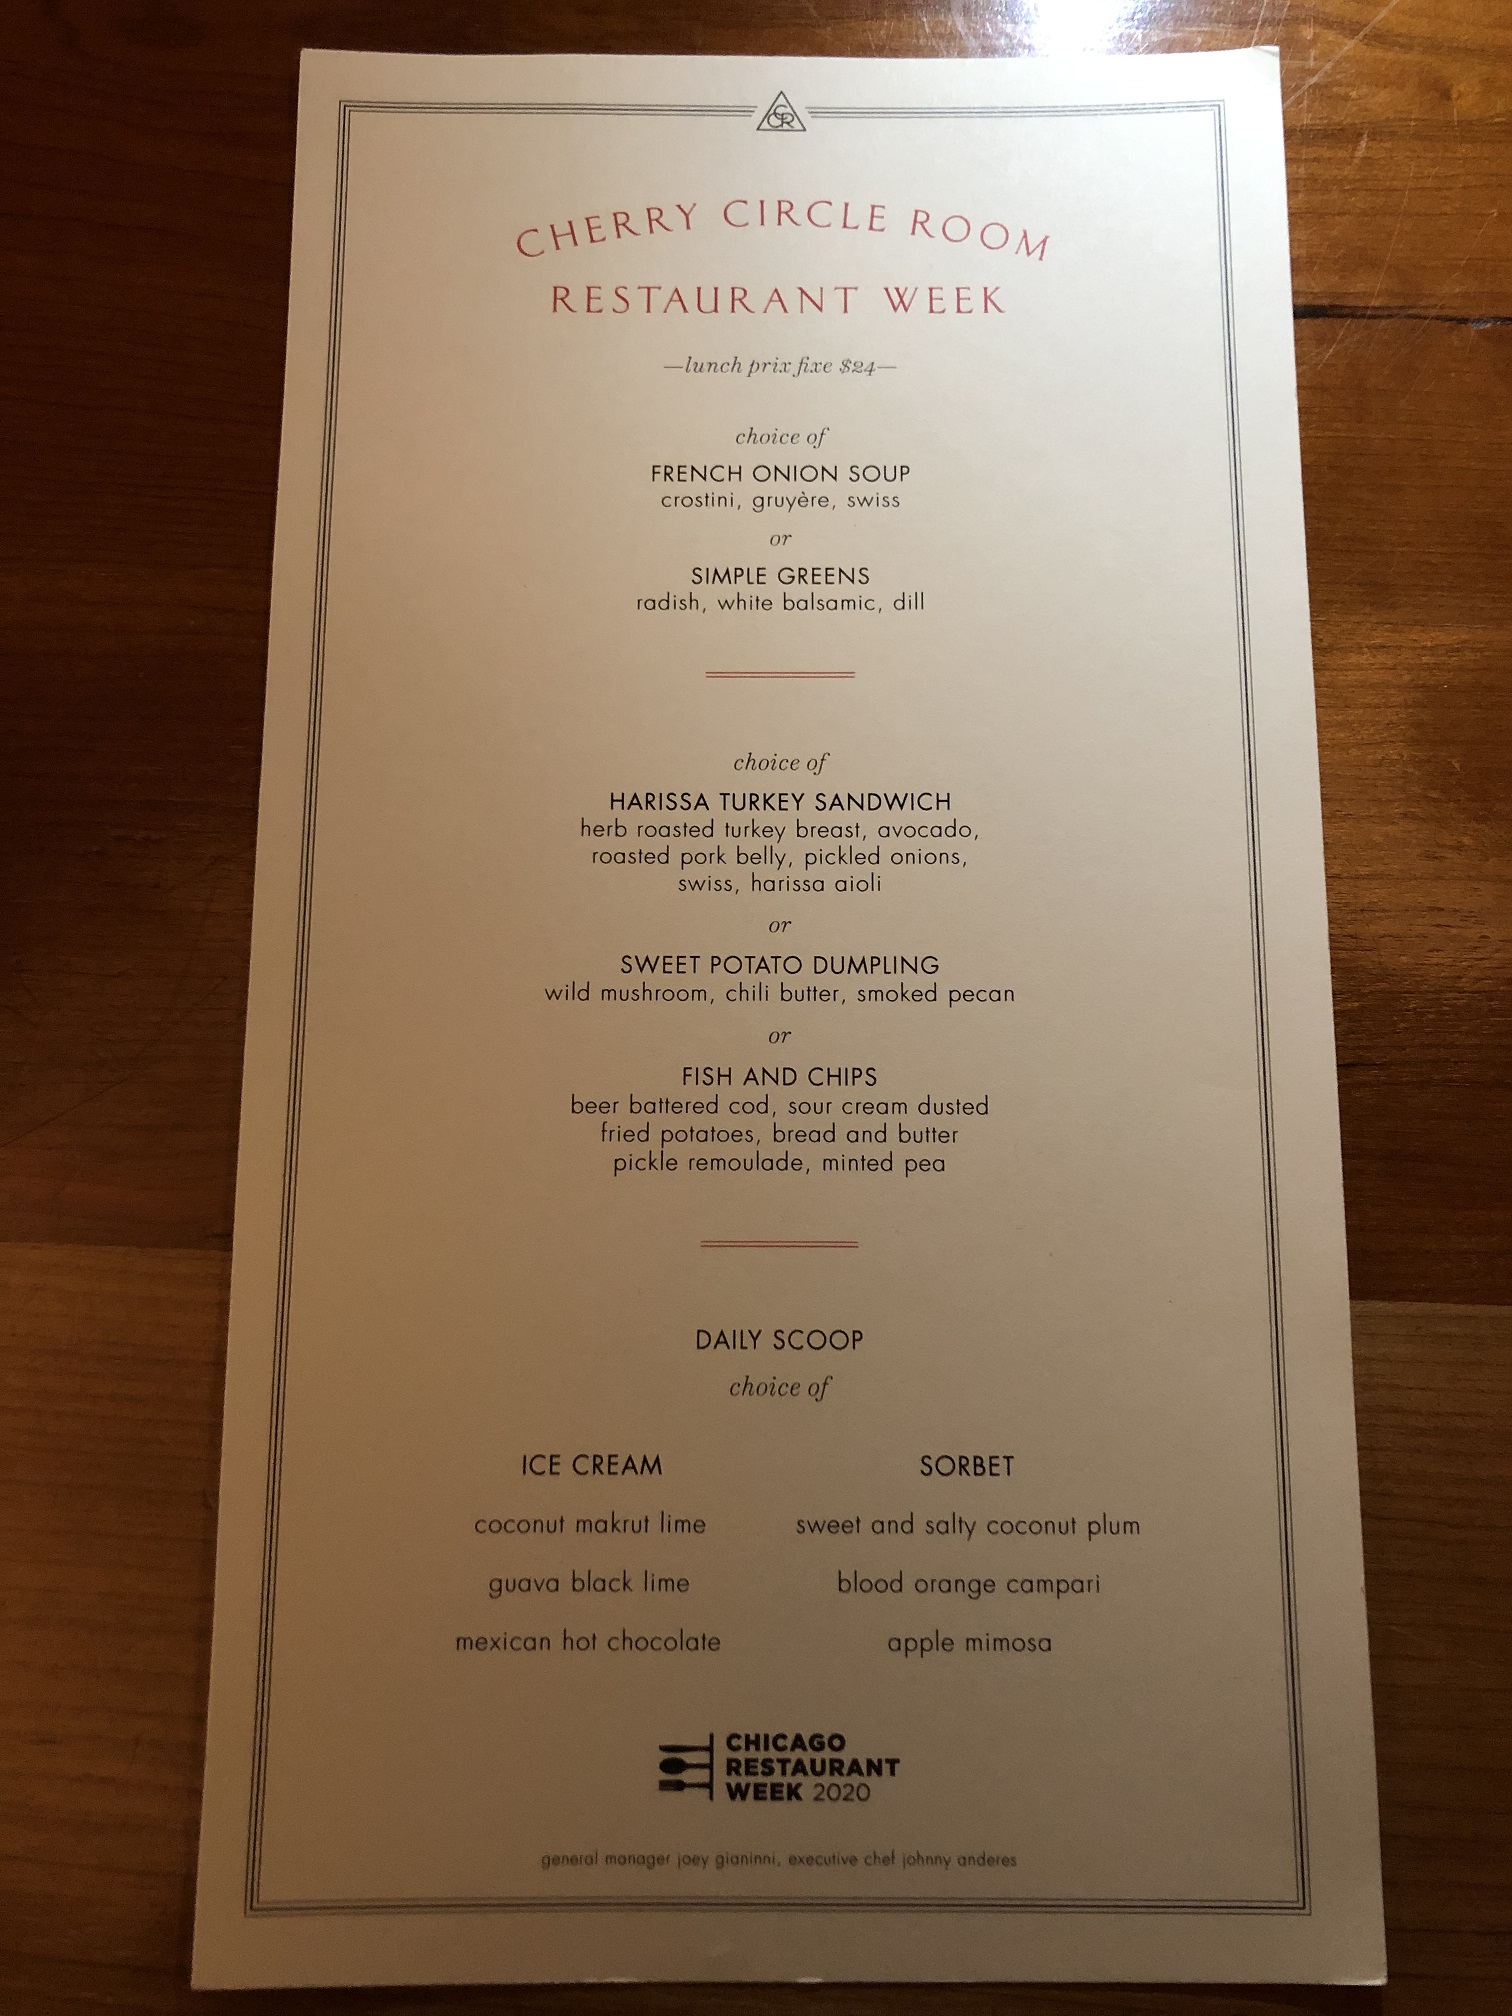 CCR
CHERRY CIRCLE ROOM
RESTAURANT WEEK
—lunch prix fixe $24—
choice of
FRENCH ONION SOUP
crostini, gruyère, swiss
or
SIMPLE GREENS
radish, white balsamic, dill
choice of
HARISSA TURKEY SANDWICH
herb roasted turkey breast, avocado,
roasted pork belly, pickled onions,
swiss, harissa aioli
or
SWEET POTATO DUMPLING
wild mushroom, chili butter, smoked pecan
or
FISH AND CHIPS
beer battered cod, sour cream dusted
fried potatoes, bread and butter
pickle remoulade, minted pea
DAILY SCOOP
choice of
ICE CREAM
coconut makrut lime
guava black lime
mexican hot chocolate
SORBET
sweet and salty coconut plum
blood orange campari
apple mimosa
CHICAGO
RESTAURANT
WEEK 2020
general manager joey gianinni, executive chef johnny anderes